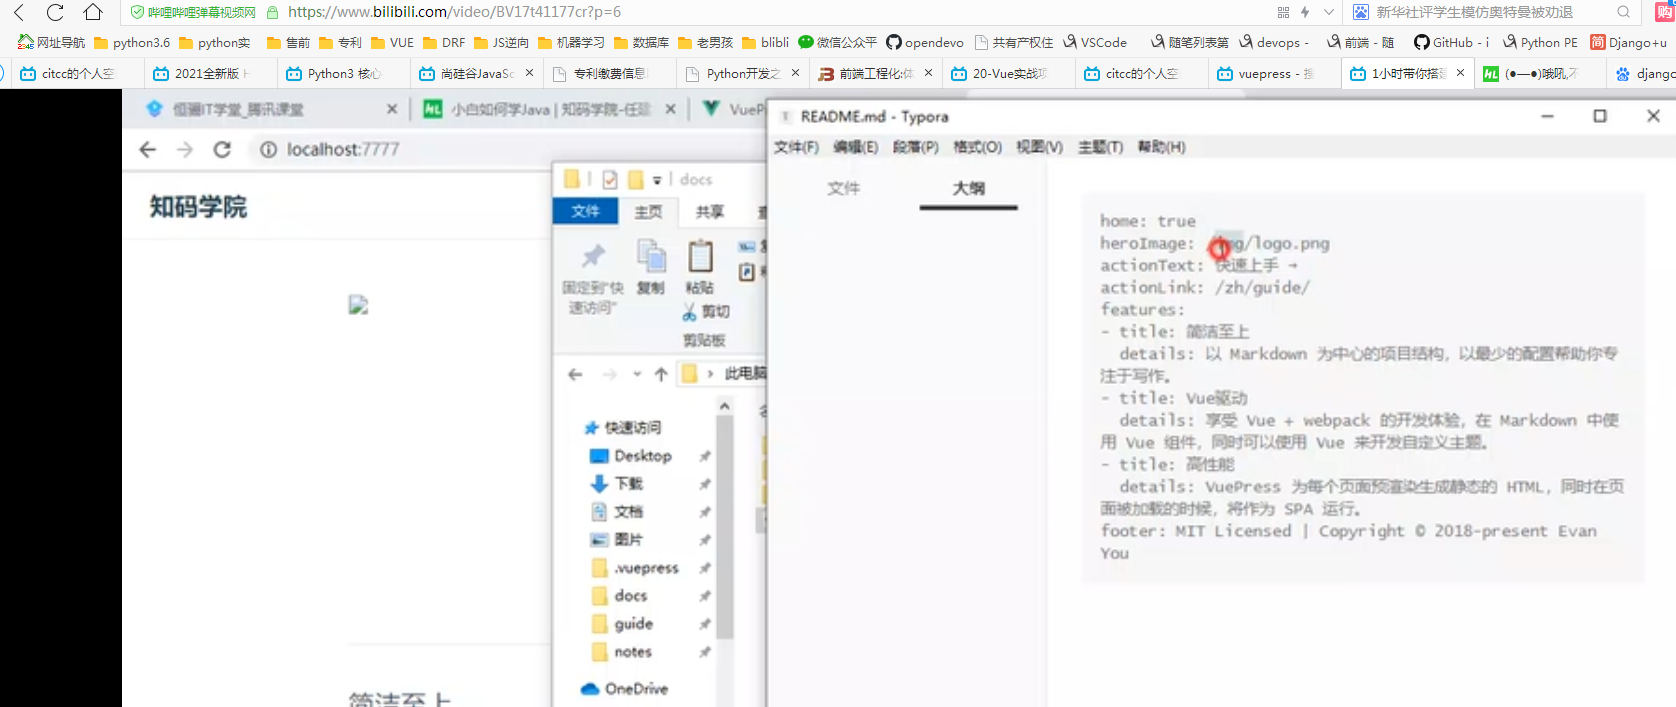 哔哩哔哩弹幕视频网 https://www.bilibili.com/video/BV17t41177cr?p=6 新华社评学生模仿奥特曼被劝退 购
网址导航 python3.6 python实 售前 专利 VUE DRF JS逆向 机器学习 数据库 老男孩 blibli 微信公众平 opendevo 共有产权住 VSCode 随笔列表第 devops - 前端 - 随 GitHub - i Python PE 简 Django+u
citcc的个人空 2021全新版 Python3 核心 尚硅谷JavaSc 专利缴费信息 Python开发之 前端工程化:体 20-Vue实战项 citcc的个人空 vuepress - 1小时带你搭建 (●—●)哦吼,不 django
恒骊IT学堂_腾讯课堂 小白如何学Java | 知码学院-任建 VueP
localhost:7777
知码学院
简洁至上
docs
文件 主页 共享
固定到"快速访问" 复制 粘贴
剪切
剪贴板
此电脑
快速访问
Desktop
下载
文档
图片
.vuepress
docs
guide
notes
OneDrive
README.md - Typora
文件(F) 编辑(E) 段落(P) 格式(O) 视图(V) 主题(T) 帮助(H)
文件 大纲
home: true
heroImage: /img/logo.png
actionText: 快速上手 →
actionLink: /zh/guide/
features:
- title: 简洁至上
details: 以 Markdown 为中心的项目结构，以最少的配置帮助你专
注于写作。
- title: Vue驱动
details: 享受 Vue + webpack 的开发体验，在 Markdown 中使
用 Vue 组件，同时可以使用 Vue 来开发自定义主题。
- title: 高性能
details: VuePress 为每个页面预渲染生成静态的 HTML，同时在页
面被加载的时候，将作为 SPA 运行。
footer: MIT Licensed | Copyright © 2018-present Evan
You